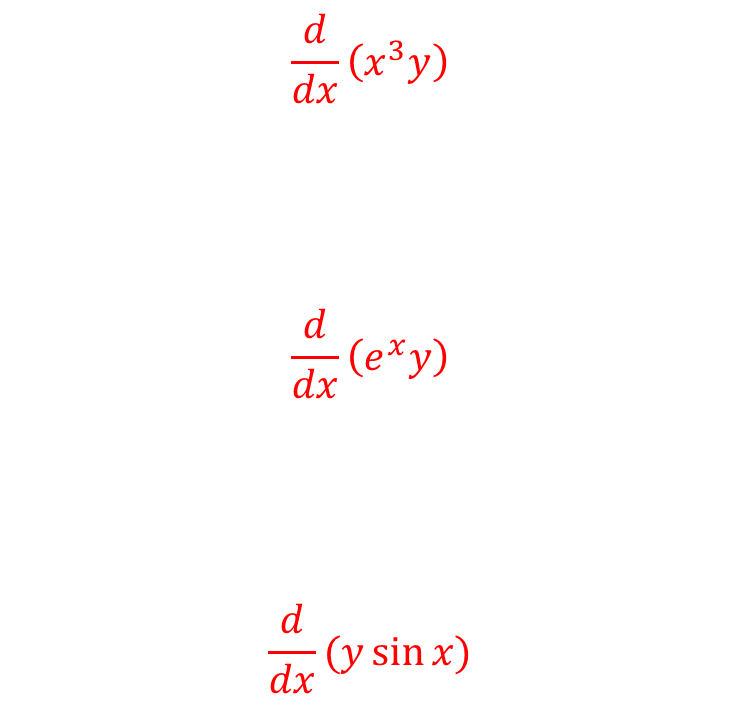 d/dx (x³y)
d/dx (eˣy)
d/dx (y sin x)